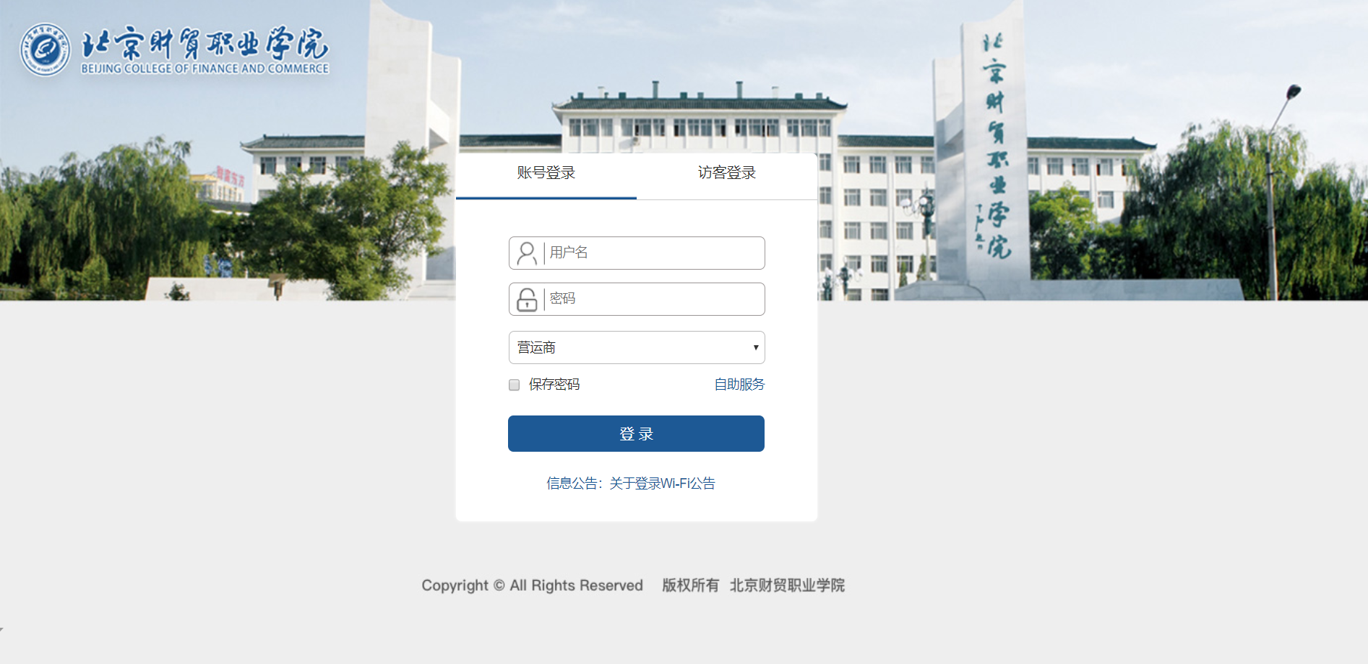 北京财贸职业学院
BEIJING COLLEGE OF FINANCE AND COMMERCE
北京财贸职业学院
账号登录
访客登录
用户名
密码
营运商
保存密码
自助服务
登 录
信息公告：关于登录Wi-Fi公告
Copyright © All Rights Reserved 版权所有 北京财贸职业学院